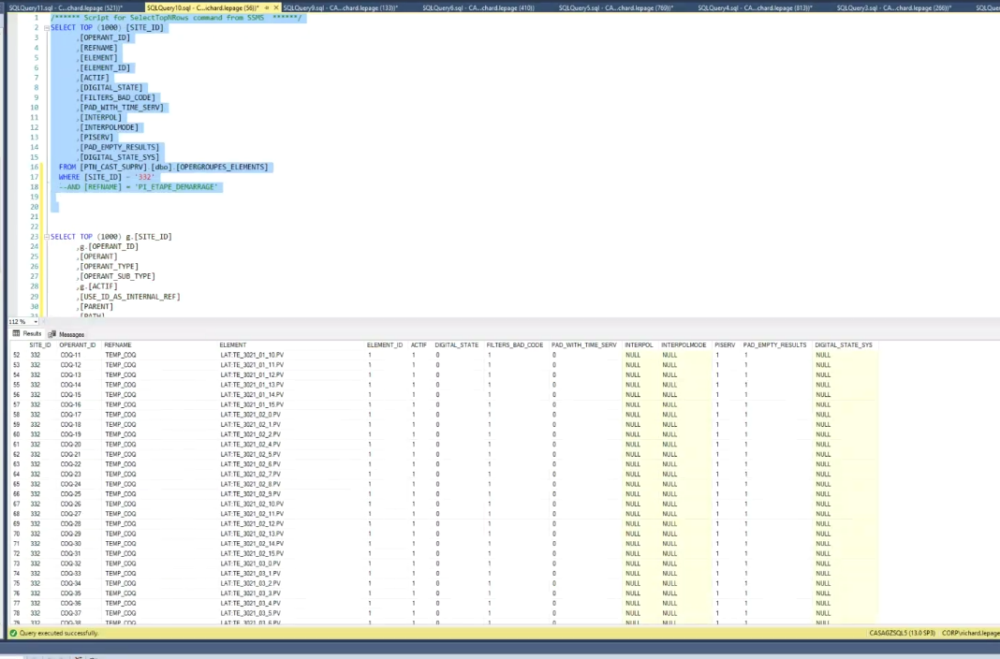 SQLQuery11.sql - C...chard.lepage (521))* SQLQuery10.sql - C...ichard.lepage (56))* SQLQuery9.sql - CA...chard.lepage (133))* SQLQuery6.sql - CA...chard.lepage (410)) SQLQuery5.sql - CA...chard.lepage (769))* SQLQuery4.sql - CA...chard.lepage (813))* SQLQuery3.sql - CA...chard.lepage (266))* SQLQue
1 /****** Script for SelectTopNRows command from SSMS ******/
2 SELECT TOP (1000) [SITE_ID]
3 ,[OPERANT_ID]
4 ,[REFNAME]
5 ,[ELEMENT]
6 ,[ELEMENT_ID]
7 ,[ACTIF]
8 ,[DIGITAL_STATE]
9 ,[FILTERS_BAD_CODE]
10 ,[PAD_WITH_TIME_SERV]
11 ,[INTERPOL]
12 ,[INTERPOLMODE]
13 ,[PISERV]
14 ,[PAD_EMPTY_RESULTS]
15 ,[DIGITAL_STATE_SYS]
16 FROM [PTN_CAST_SUPRV].[dbo].[OPERGROUPES_ELEMENTS]
17 WHERE [SITE_ID] = '332'
18 --AND [REFNAME] = 'PI_ETAPE_DEMARRAGE'
19
20
21
22
23 SELECT TOP (1000) g.[SITE_ID]
24 ,g.[OPERANT_ID]
25 ,[OPERANT]
26 ,[OPERANT_TYPE]
27 ,[OPERANT_SUB_TYPE]
28 ,g.[ACTIF]
29 ,[USE_ID_AS_INTERNAL_REF]
30 ,[PARENT]
31 ,[PATH]
112 %
Results Messages
SITE_ID OPERANT_ID REFNAME ELEMENT ELEMENT_ID ACTIF DIGITAL_STATE FILTERS_BAD_CODE PAD_WITH_TIME_SERV INTERPOL INTERPOLMODE PISERV PAD_EMPTY_RESULTS DIGITAL_STATE_SYS
52 332 COQ-11 TEMP_COQ LAT:TE_3021_01_10.PV 1 1 0 1 0 NULL NULL 1 1 NULL
53 332 COQ-12 TEMP_COQ LAT:TE_3021_01_11.PV 1 1 0 1 0 NULL NULL 1 1 NULL
54 332 COQ-13 TEMP_COQ LAT:TE_3021_01_12.PV 1 1 0 1 0 NULL NULL 1 1 NULL
55 332 COQ-14 TEMP_COQ LAT:TE_3021_01_13.PV 1 1 0 1 0 NULL NULL 1 1 NULL
56 332 COQ-15 TEMP_COQ LAT:TE_3021_01_14.PV 1 1 0 1 0 NULL NULL 1 1 NULL
57 332 COQ-16 TEMP_COQ LAT:TE_3021_01_15.PV 1 1 0 1 0 NULL NULL 1 1 NULL
58 332 COQ-17 TEMP_COQ LAT:TE_3021_02_0.PV 1 1 0 1 0 NULL NULL 1 1 NULL
59 332 COQ-18 TEMP_COQ LAT:TE_3021_02_1.PV 1 1 0 1 0 NULL NULL 1 1 NULL
60 332 COQ-19 TEMP_COQ LAT:TE_3021_02_2.PV 1 1 0 1 0 NULL NULL 1 1 NULL
61 332 COQ-20 TEMP_COQ LAT:TE_3021_02_4.PV 1 1 0 1 0 NULL NULL 1 1 NULL
62 332 COQ-21 TEMP_COQ LAT:TE_3021_02_5.PV 1 1 0 1 0 NULL NULL 1 1 NULL
63 332 COQ-22 TEMP_COQ LAT:TE_3021_02_6.PV 1 1 0 1 0 NULL NULL 1 1 NULL
64 332 COQ-23 TEMP_COQ LAT:TE_3021_02_7.PV 1 1 0 1 0 NULL NULL 1 1 NULL
65 332 COQ-24 TEMP_COQ LAT:TE_3021_02_8.PV 1 1 0 1 0 NULL NULL 1 1 NULL
66 332 COQ-25 TEMP_COQ LAT:TE_3021_02_9.PV 1 1 0 1 0 NULL NULL 1 1 NULL
67 332 COQ-26 TEMP_COQ LAT:TE_3021_02_10.PV 1 1 0 1 0 NULL NULL 1 1 NULL
68 332 COQ-27 TEMP_COQ LAT:TE_3021_02_11.PV 1 1 0 1 0 NULL NULL 1 1 NULL
69 332 COQ-28 TEMP_COQ LAT:TE_3021_02_12.PV 1 1 0 1 0 NULL NULL 1 1 NULL
70 332 COQ-29 TEMP_COQ LAT:TE_3021_02_13.PV 1 1 0 1 0 NULL NULL 1 1 NULL
71 332 COQ-30 TEMP_COQ LAT:TE_3021_02_14.PV 1 1 0 1 0 NULL NULL 1 1 NULL
72 332 COQ-31 TEMP_COQ LAT:TE_3021_02_15.PV 1 1 0 1 0 NULL NULL 1 1 NULL
73 332 COQ-32 TEMP_COQ LAT:TE_3021_03_0.PV 1 1 0 1 0 NULL NULL 1 1 NULL
74 332 COQ-33 TEMP_COQ LAT:TE_3021_03_1.PV 1 1 0 1 0 NULL NULL 1 1 NULL
75 332 COQ-34 TEMP_COQ LAT:TE_3021_03_2.PV 1 1 0 1 0 NULL NULL 1 1 NULL
76 332 COQ-35 TEMP_COQ LAT:TE_3021_03_3.PV 1 1 0 1 0 NULL NULL 1 1 NULL
77 332 COQ-36 TEMP_COQ LAT:TE_3021_03_4.PV 1 1 0 1 0 NULL NULL 1 1 NULL
78 332 COQ-37 TEMP_COQ LAT:TE_3021_03_5.PV 1 1 0 1 0 NULL NULL 1 1 NULL
79 332 COQ-38 TEMP_COQ LAT:TE_3021_03_6.PV 1 1 0 1 0 NULL NULL 1 1 NULL
Query executed successfully. CASAGZSQL5 (13.0 SP3) CORP\richard.lepage